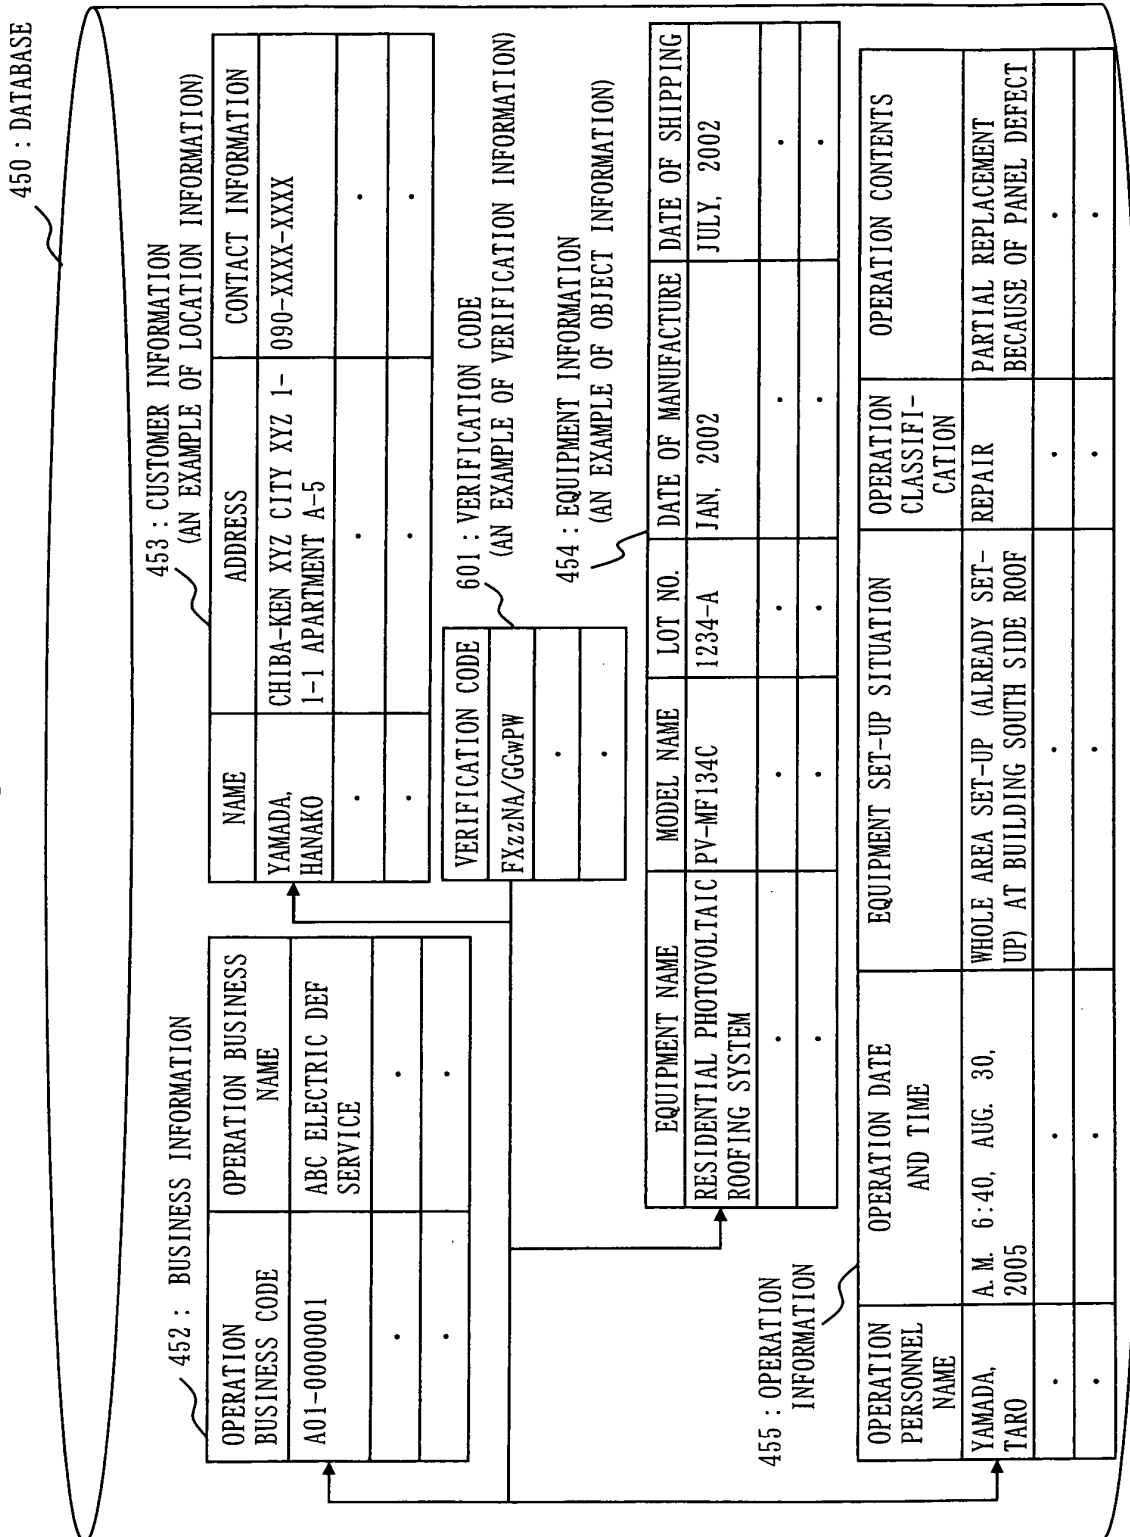 450 : DATABASE
452 : BUSINESS INFORMATION
OPERATION
BUSINESS CODE
OPERATION BUSINESS
NAME
A01-0000001
ABC ELECTRIC DEF
SERVICE
453 : CUSTOMER INFORMATION
(AN EXAMPLE OF LOCATION INFORMATION)
NAME
ADDRESS
CONTACT INFORMATION
YAMADA,
HANAKO
CHIBA-KEN XYZ CITY XYZ 1-
1-1 APARTMENT A-5
090-XXXX-XXXX
601 : VERIFICATION CODE
(AN EXAMPLE OF VERIFICATION INFORMATION)
VERIFICATION CODE
FXzzNA/GGwPW
454 : EQUIPMENT INFORMATION
(AN EXAMPLE OF OBJECT INFORMATION)
EQUIPMENT NAME
MODEL NAME
LOT NO.
DATE OF MANUFACTURE
DATE OF SHIPPING
RESIDENTIAL PHOTOVOLTAIC
ROOFING SYSTEM
PV-MF134C
1234-A
JAN, 2002
JULY, 2002
455 : OPERATION
INFORMATION
OPERATION
PERSONNEL
NAME
OPERATION DATE
AND TIME
EQUIPMENT SET-UP SITUATION
OPERATION
CLASSIFI-
CATION
OPERATION CONTENTS
YAMADA,
TARO
A.M. 6:40, AUG. 30,
2005
WHOLE AREA SET-UP (ALREADY SET-
UP) AT BUILDING SOUTH SIDE ROOF
REPAIR
PARTIAL REPLACEMENT
BECAUSE OF PANEL DEFECT